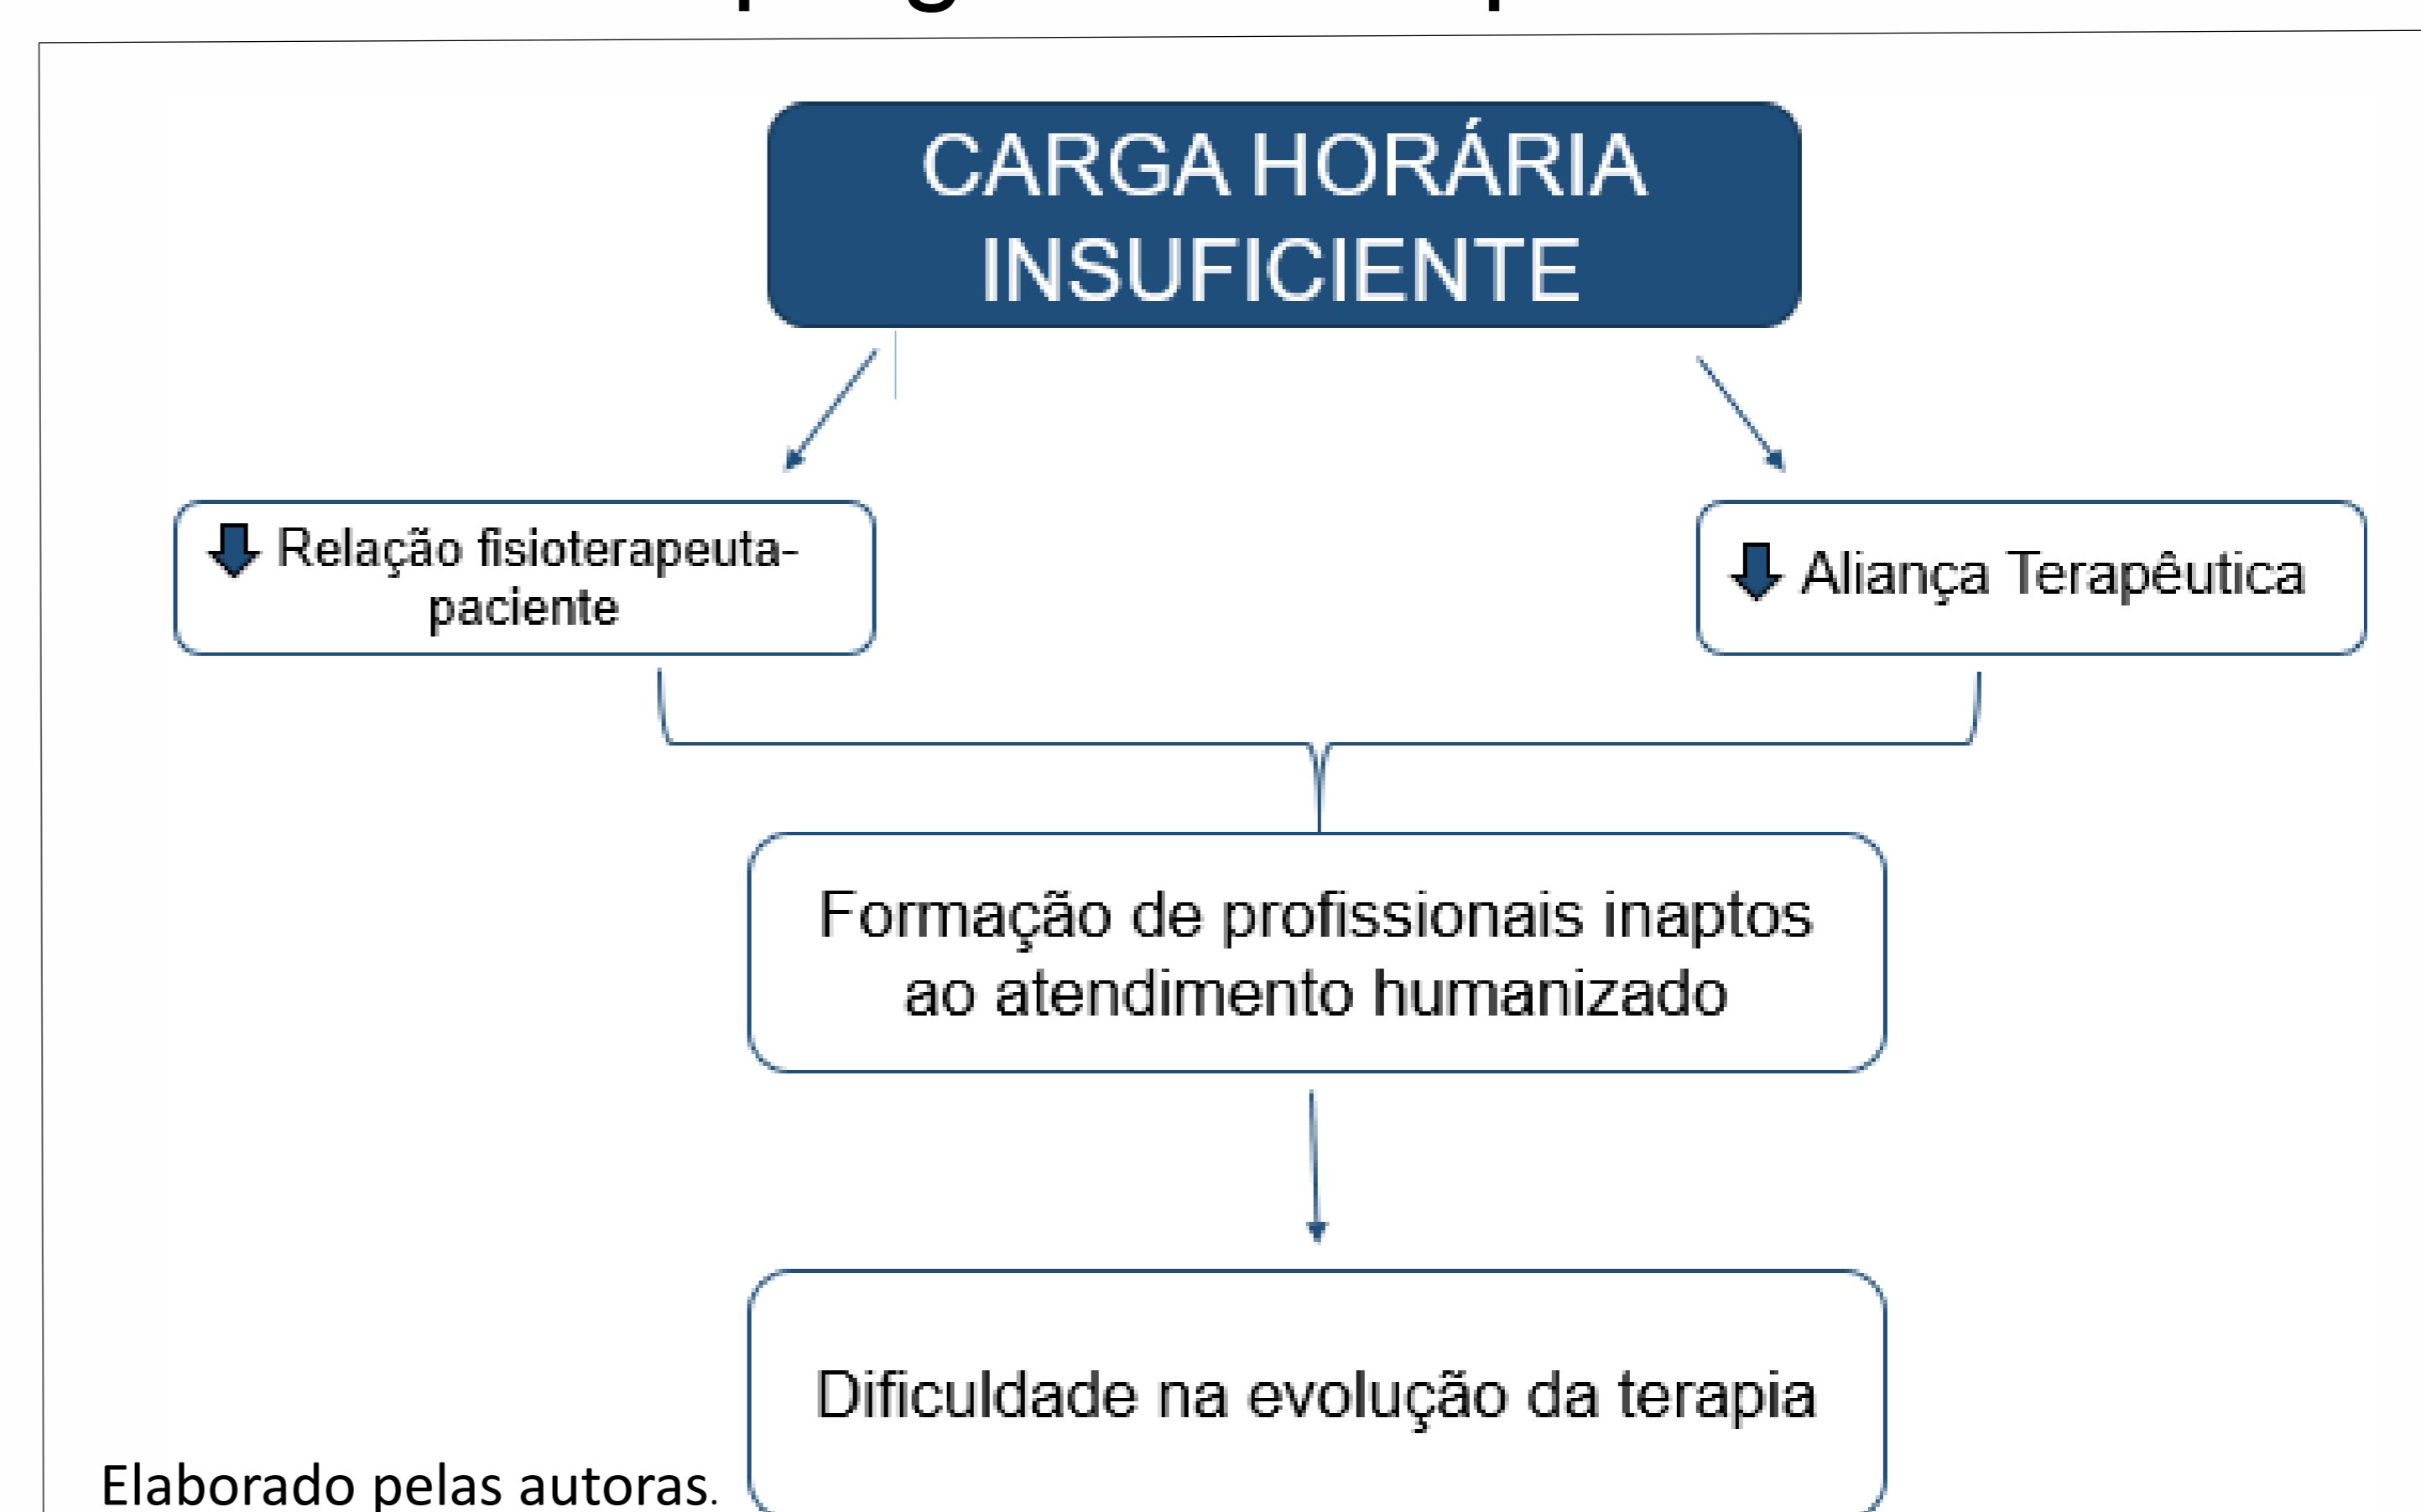 CARGA HORÁRIA
INSUFICIENTE
Relação fisioterapeuta-
paciente
Aliança Terapêutica
Formação de profissionais inaptos
ao atendimento humanizado
Dificuldade na evolução da terapia
Elaborado pelas autoras.